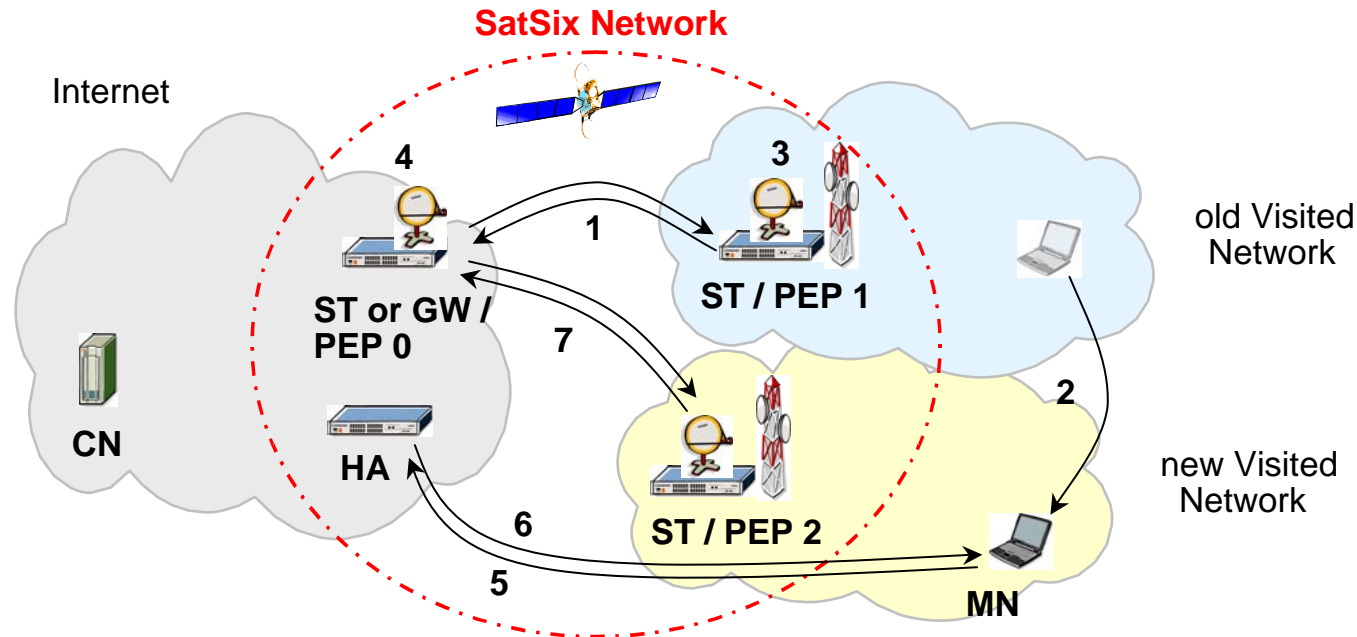 SatSix Network
Internet
4
3
1
old Visited
Network
ST / PEP 1
ST or GW /
PEP 0
7
2
CN
HA
new Visited
Network
6
ST / PEP 2
5
MN